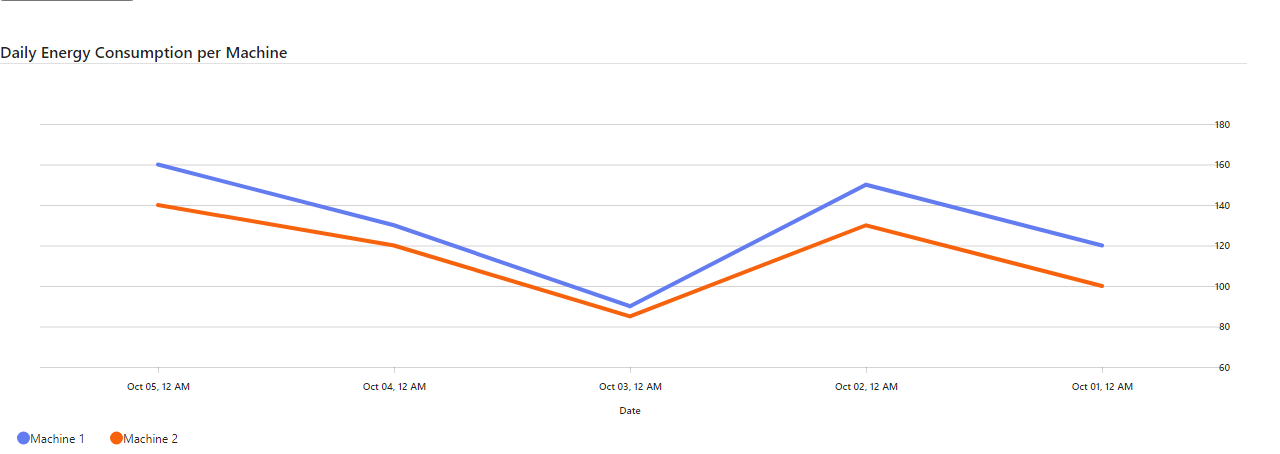 Daily Energy Consumption per Machine
180
160
140
120
100
80
60
Oct 05, 12 AM Oct 04, 12 AM Oct 03, 12 AM Oct 02, 12 AM Oct 01, 12 AM
Date
Machine 1 Machine 2